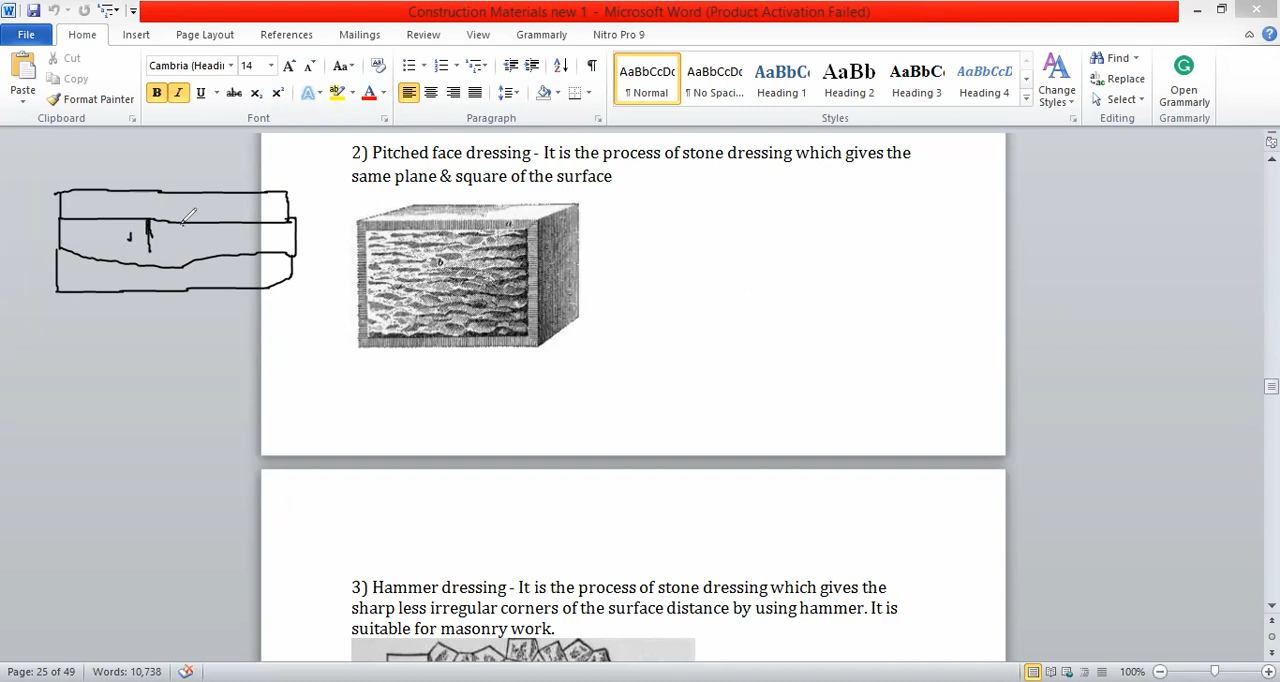 Construction Materials new 1 - Microsoft Word (Product Activation Failed)
File Home Insert Page Layout References Mailings Review View Grammarly Nitro Pro 9
Paste
Cut
Copy
Format Painter
Clipboard
Cambria (Headi 14
B I U abc
Font
Paragraph
AaBbCcDc AaBbCcDc AaBbC AaBb AaBbC AaBbCcD
¶ Normal ¶ No Spaci... Heading 1 Heading 2 Heading 3 Heading 4
Change Styles
Styles
Find
Replace
Select
Editing
Open Grammarly
Grammarly
2) Pitched face dressing - It is the process of stone dressing which gives the
same plane & square of the surface
a
b
3) Hammer dressing - It is the process of stone dressing which gives the
sharp less irregular corners of the surface distance by using hammer. It is
suitable for masonry work.
Page: 25 of 49 Words: 10,738 100%